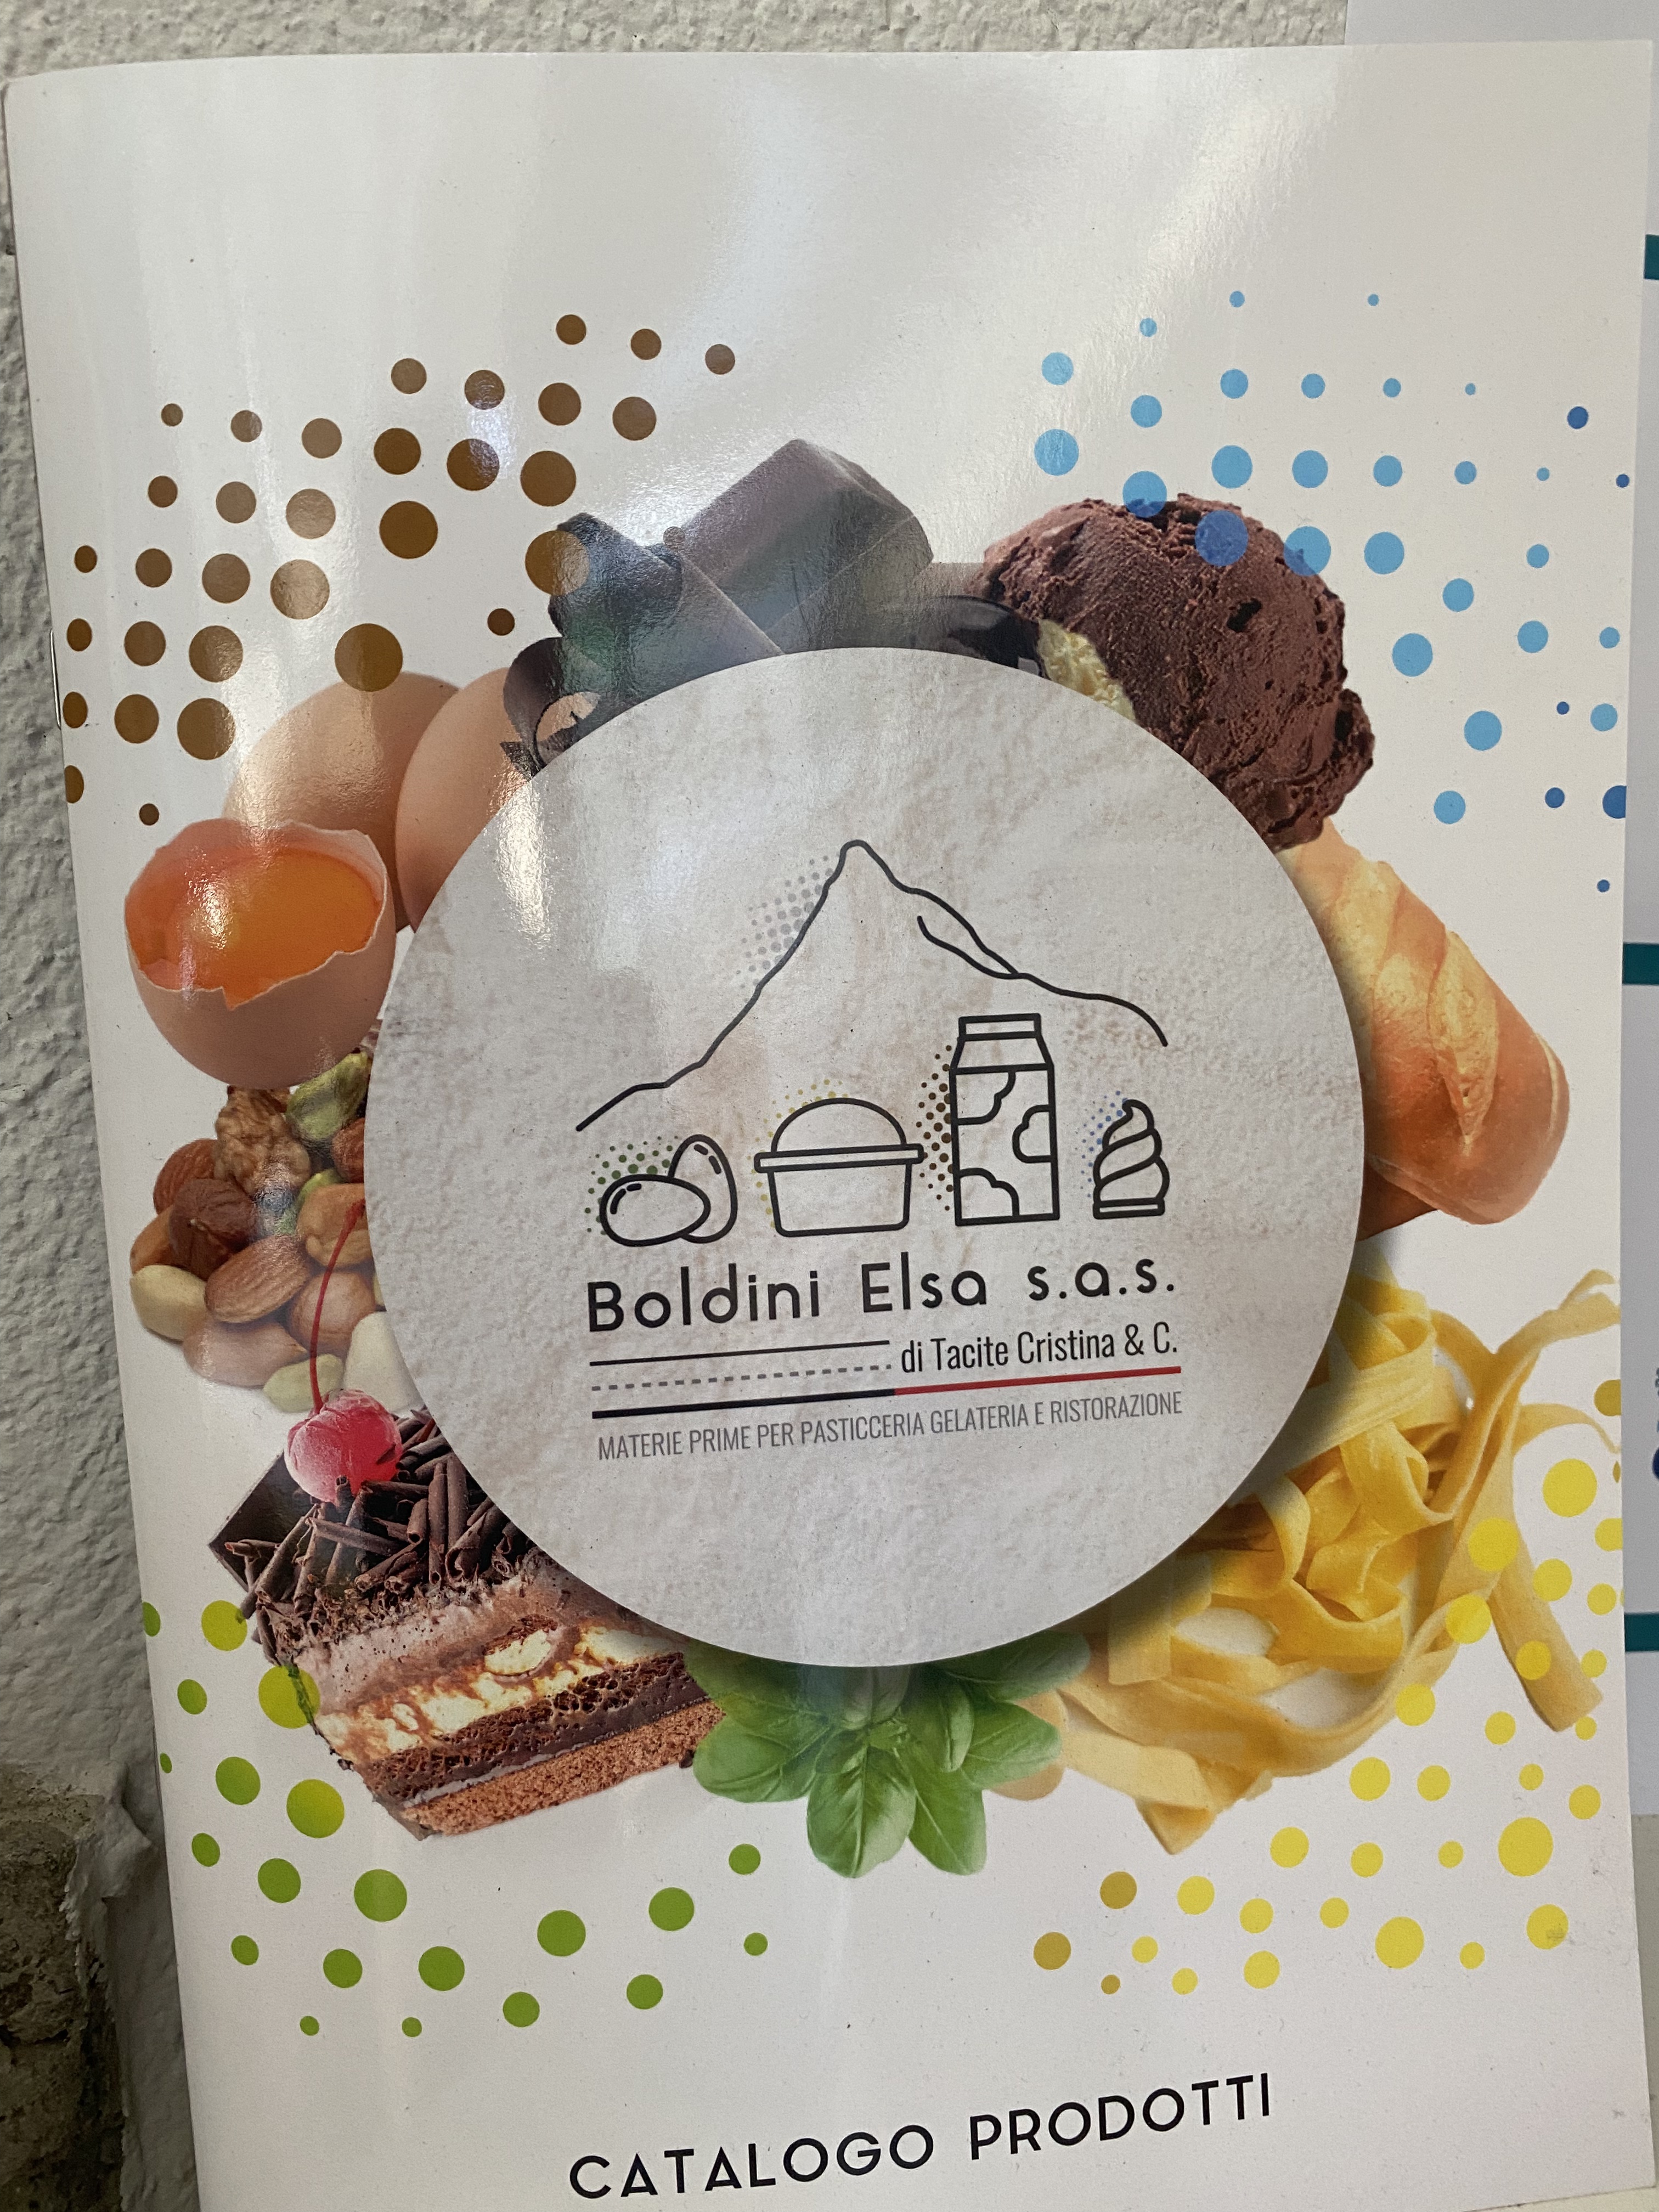 Boldini Elsa s.a.s.
di Tacite Cristina & C.
MATERIE PRIME PER PASTICCERIA GELATERIA E RISTORAZIONE
CATALOGO PRODOTTI